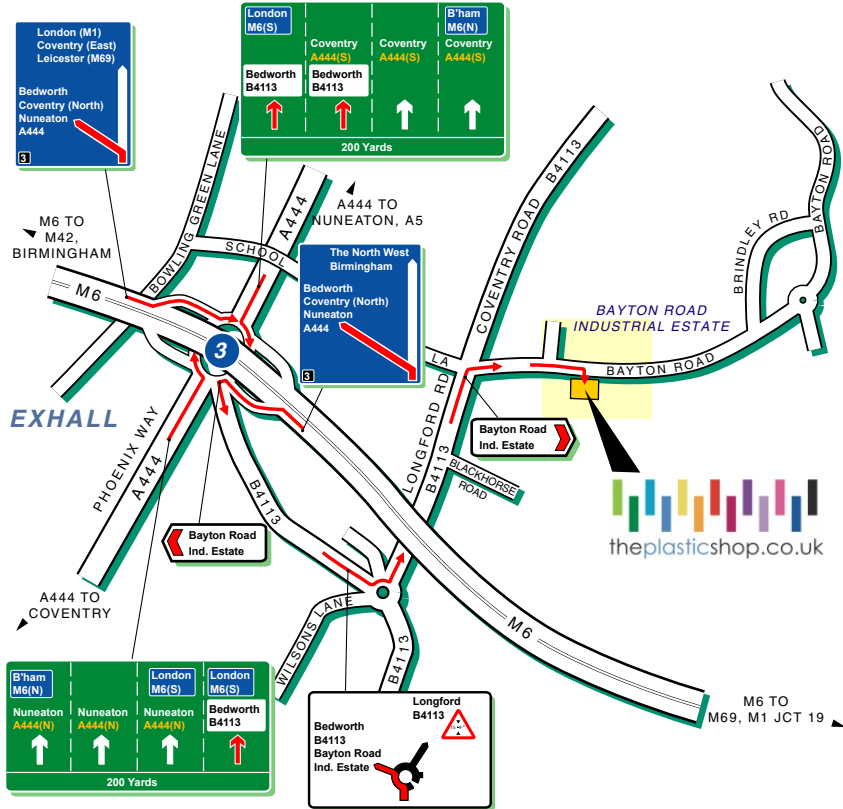 London (M1)
Coventry (East)
Leicester (M69)
Bedworth
Coventry (North)
Nuneaton
A444
3
London
M6(S)
B'ham
M6(N)
Coventry
A444(S)
Coventry
A444(S)
Coventry
A444(S)
Bedworth
B4113
Bedworth
B4113
200 Yards
M6 TO
M42,
BIRMINGHAM
BOWLING GREEN LANE
SCHOOL
A444
A444 TO
NUNEATON, A5
The North West
Birmingham
Bedworth
Coventry (North)
Nuneaton
A444
3
M6
3
LA
COVENTRY ROAD B4113
BAYTON ROAD
BRINDLEY RD
BAYTON ROAD
INDUSTRIAL ESTATE
BAYTON ROAD
EXHALL
PHOENIX WAY
A444
B4113
LONGFORD RD
B4113
BLACKHORSE
ROAD
Bayton Road
Ind. Estate
theplasticshop.co.uk
Bayton Road
Ind. Estate
A444 TO
COVENTRY
WILSONS LANE
B4113
M6
M6 TO
M69, M1 JCT 19
B'ham
M6(N)
London
M6(S)
London
M6(S)
Nuneaton
A444(N)
Nuneaton
A444(N)
Nuneaton
A444(N)
Bedworth
B4113
200 Yards
Longford
B4113
Bedworth
B4113
Bayton Road
Ind. Estate